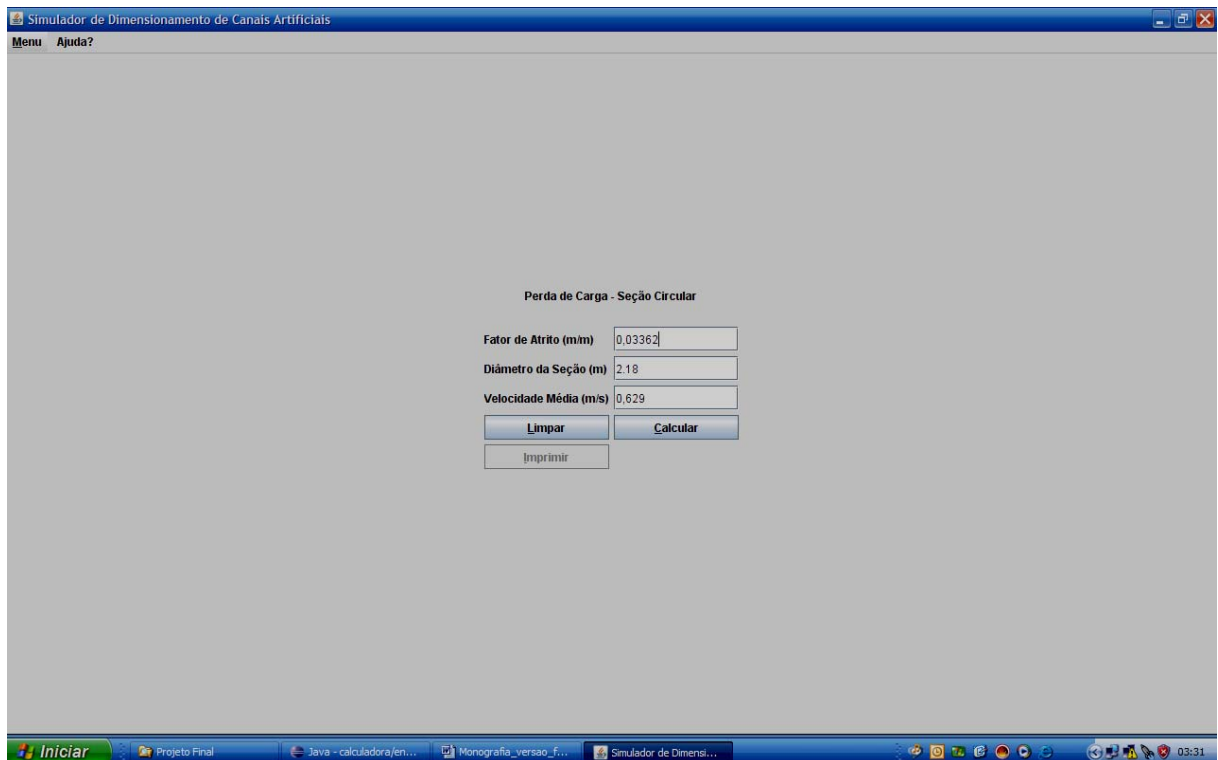 Simulador de Dimensionamento de Canais Artificiais
Menu Ajuda?
Perda de Carga - Seção Circular
Fator de Atrito (m/m) 0,03362
Diâmetro da Seção (m) 2.18
Velocidade Média (m/s) 0,629
Limpar Calcular
Imprimir
Iniciar Projeto Final Java - calculadora/en... Monografia_versao_f... Simulador de Dimensi... 03:31